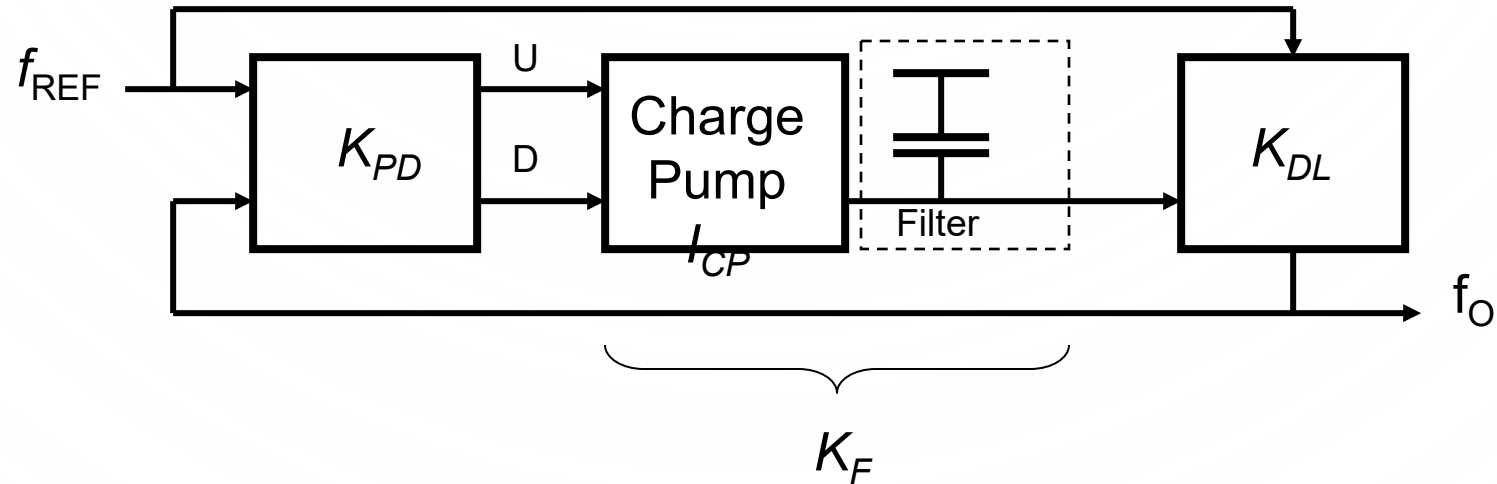 f_REF
K_PD
U
D
Charge
Pump
I_CP
Filter
K_DL
f_O
K_F